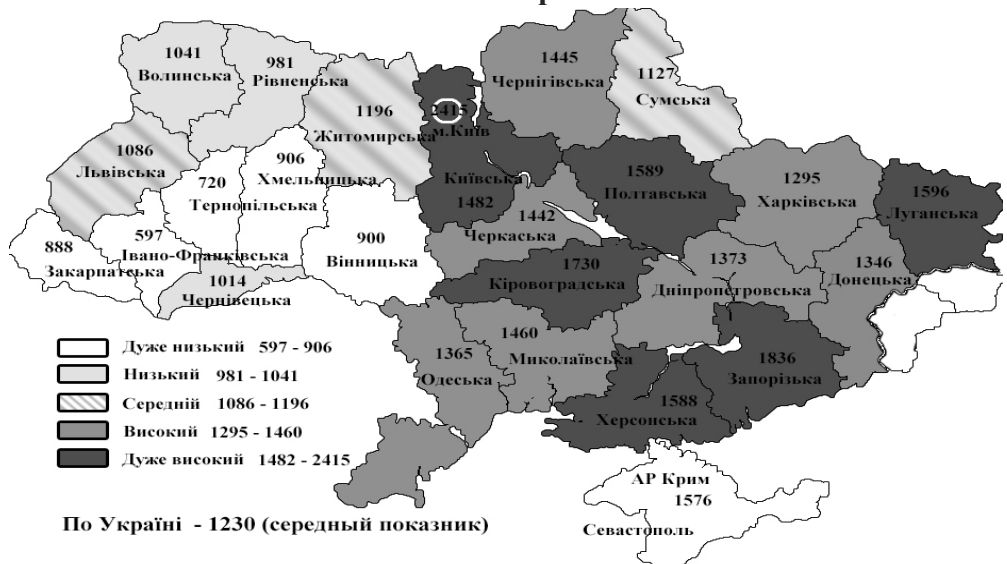 1041
Волинська
981
Рівненська
1196
Житомирська
2415
м.Київ
1445
Чернігівська
1127
Сумська
1086
Львівська
720
Тернопільська
906
Хмельницька
Київська
1482
1442
Черкаська
1589
Полтавська
1295
Харківська
1596
Луганська
888
Закарпатська
597
Івано-Франківська
1014
Чернівецька
900
Вінницька
1730
Кіровоградська
1373
Дніпропетровська
1346
Донецька
1365
Одеська
1460
Миколаївська
1836
Запорізька
1588
Херсонська
АР Крим
1576
Севастополь
Дуже низький 597 - 906
Низький 981 - 1041
Середній 1086 - 1196
Високий 1295 - 1460
Дуже високий 1482 - 2415
По Україні - 1230 (середный показник)